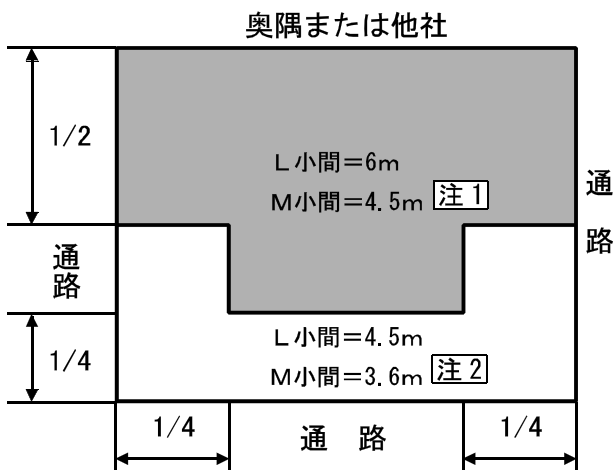 奥隅または他社
1/2
L小間=6m
M小間=4.5m 注1
通路
通路
1/4
L小間=4.5m
M小間=3.6m 注2
1/4
通 路
1/4